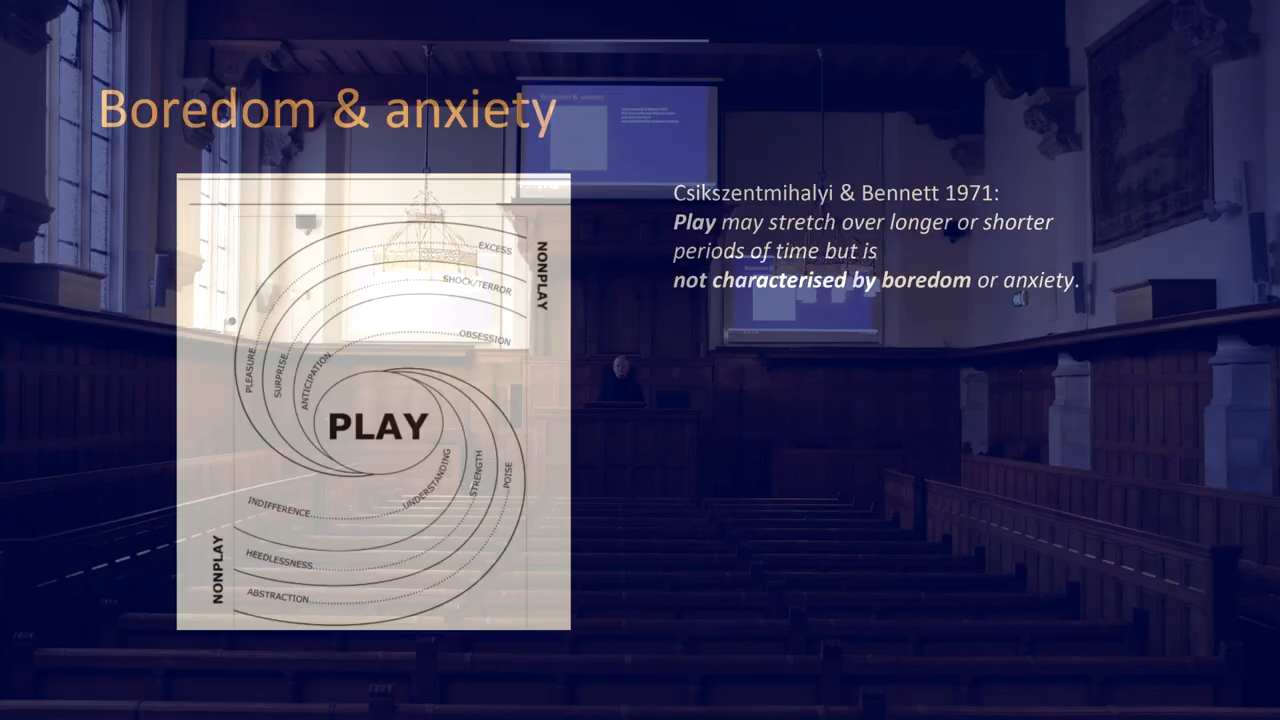 Boredom & anxiety
EXCESS
SHOCK/TERROR
OBSESSION
NONPLAY
PLEASURE
SURPRISE
ANTICIPATION
PLAY
UNDERSTANDING
STRENGTH
POISE
INDIFFERENCE
HEEDLESSNESS
ABSTRACTION
NONPLAY
Csikszentmihalyi & Bennett 1971:
Play may stretch over longer or shorter
periods of time but is
not characterised by boredom or anxiety.